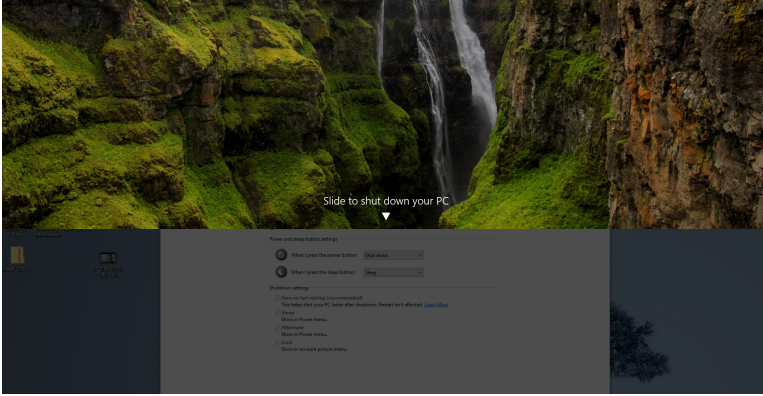 Slide to shut down your PC
Power and sleep button settings
When I press the power button: Shut down
When I press the sleep button: Sleep
Shutdown settings
Turn on fast startup (recommended)
This helps start your PC faster after shutdown. Restart isn't affected. Learn More
Sleep
Show in Power menu.
Hibernate
Show in Power menu.
Lock
Show in account picture menu.